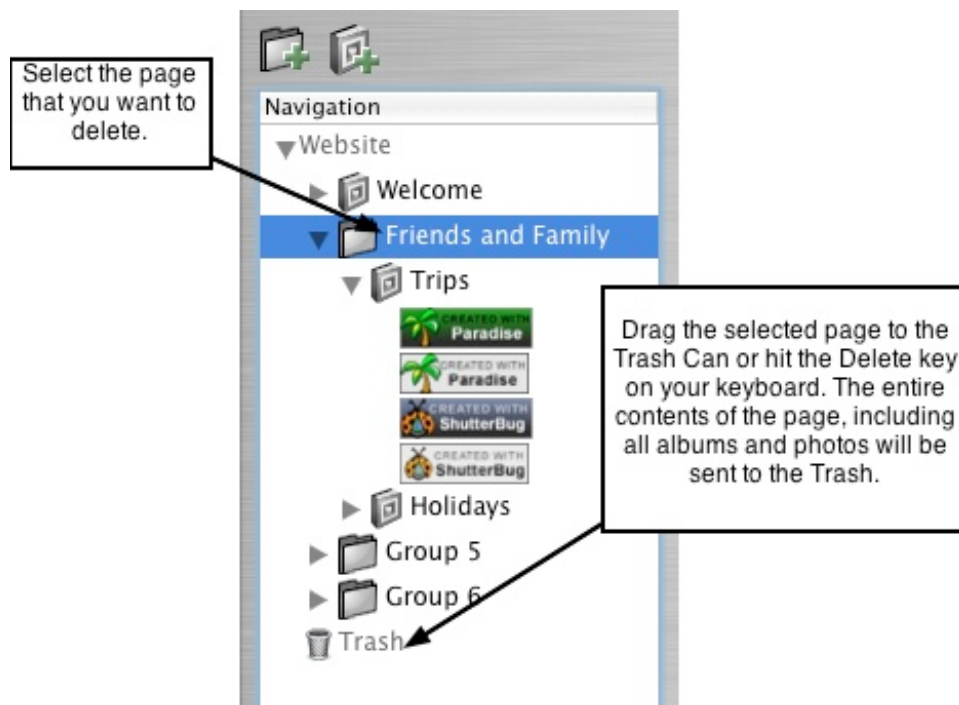 Select the page
that you want to
delete.
Navigation
Website
Welcome
Friends and Family
Trips
CREATED WITH
Paradise
CREATED WITH
Paradise
CREATED WITH
ShutterBug
CREATED WITH
ShutterBug
Holidays
Group 5
Group 6
Trash
Drag the selected page to the
Trash Can or hit the Delete key
on your keyboard. The entire
contents of the page, including
all albums and photos will be
sent to the Trash.